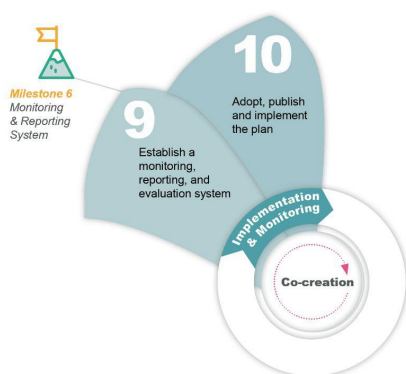 10
Adopt, publish
and implement
the plan
Milestone 6
Monitoring
& Reporting
System
9
Establish a
monitoring,
reporting, and
evaluation system
Implementation
& Monitoring
Co-creation